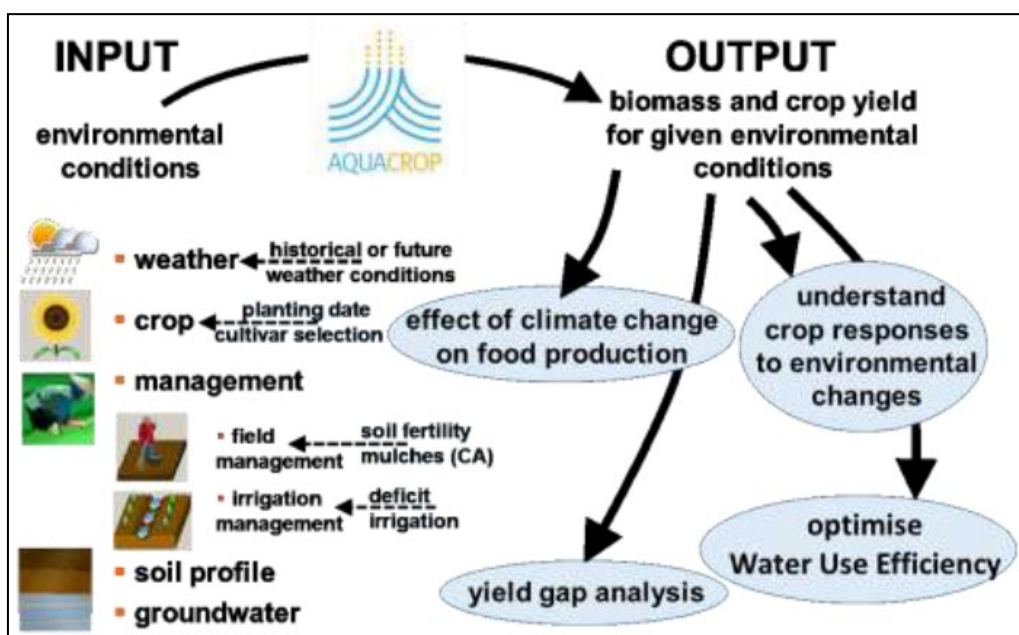 INPUT
environmental
conditions
AQUACROP
OUTPUT
biomass and crop yield
for given environmental
conditions
weather
historical or future
weather conditions
crop
planting date
cultivar selection
management
field
management
soil fertility
mulches (CA)
irrigation
management
deficit
irrigation
soil profile
groundwater
effect of climate change
on food production
understand
crop responses
to environmental
changes
yield gap analysis
optimise
Water Use Efficiency